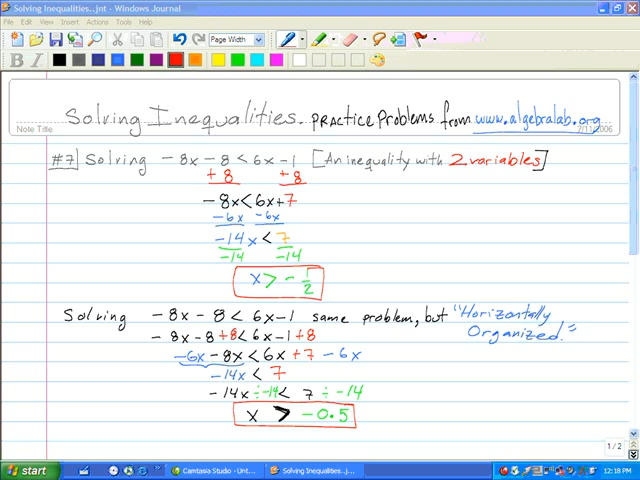 Solving Inequalities..jnt - Windows Journal
File Edit View Insert Actions Tools Help
Page Width
B
Solving Inequalities. Practice Problems from www.algebralab.org
Note Title
7/11/2006
#7 Solving -8x - 8 < 6x - 1 [An inequality with 2 variables]
+8 +8
-8x < 6x + 7
-6x -6x
-14x < 7
-14 -14
x > - 1/2
Solving -8x - 8 < 6x - 1 same problem, but "Horizontally Organized."
-8x - 8 + 8 < 6x - 1 + 8
-6x - 8x < 6x + 7 - 6x
-14x < 7
-14x ÷ -14 < 7 ÷ -14
x > -0.5
1 / 2
start
Camtasia Studio - Unt...
Solving Inequalities..j...
12:18 PM